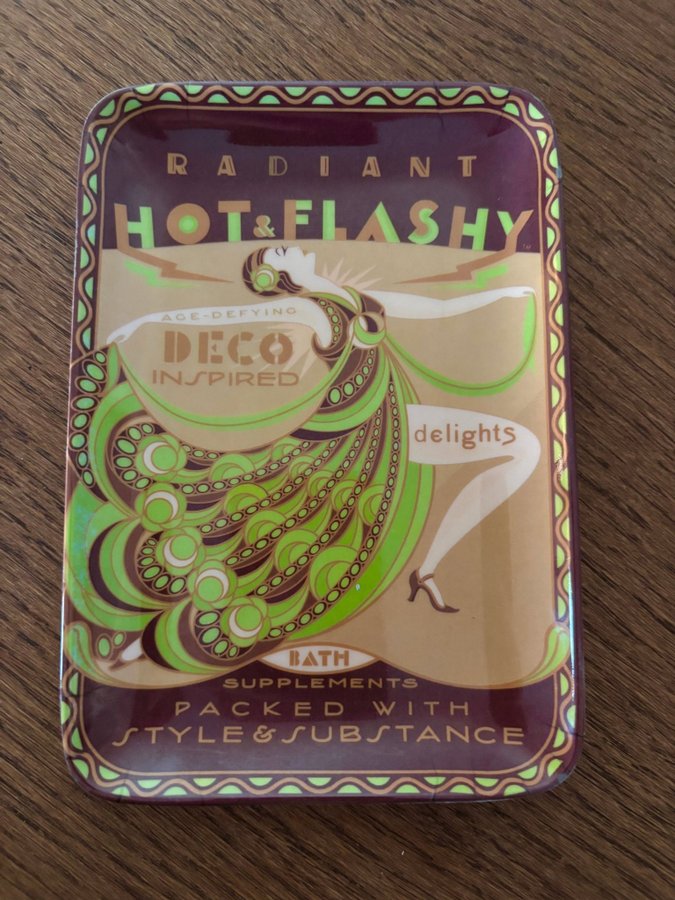 RADIANT
HOT & FLASHY
AGE-DEFYING
DECO
INSPIRED
delights
BATH
SUPPLEMENTS
PACKED WITH
STYLE & SUBSTANCE